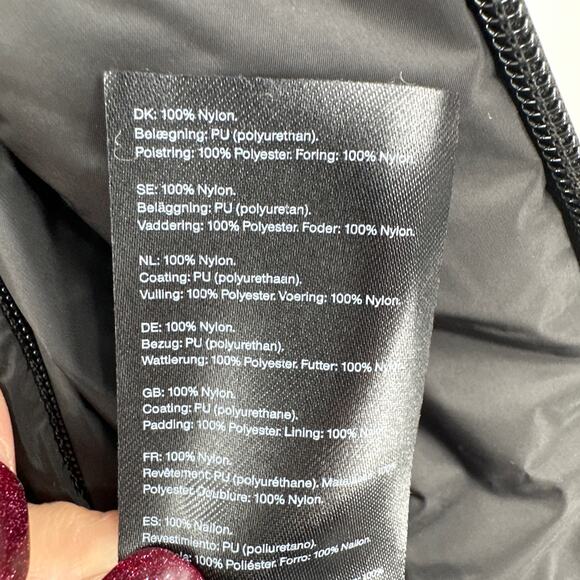 DK: 100% Nylon.
Belægning: PU (polyurethan).
Polstring: 100% Polyester. Foring: 100% Nylon.
SE: 100% Nylon.
Beläggning: PU (polyuretan).
Vaddering: 100% Polyester. Foder: 100% Nylon.
NL: 100% Nylon.
Coating: PU (polyurethaan).
Vulling: 100% Polyester. Voering: 100% Nylon.
DE: 100% Nylon.
Bezug: PU (polyurethan).
Wattierung: 100% Polyester. Futter: 100% Nylon.
GB: 100% Nylon.
Coating: PU (polyurethane).
Padding: 100% Polyester. Lining: 100% Nylon.
FR: 100% Nylon.
Revêtement: PU (polyuréthane).
Polyester. Doublure: 100% Nylon.
ES: 100% Nailon.
Revestimiento: PU (poliuretano).
100% Poliéster. Forro: 100% Nailon.